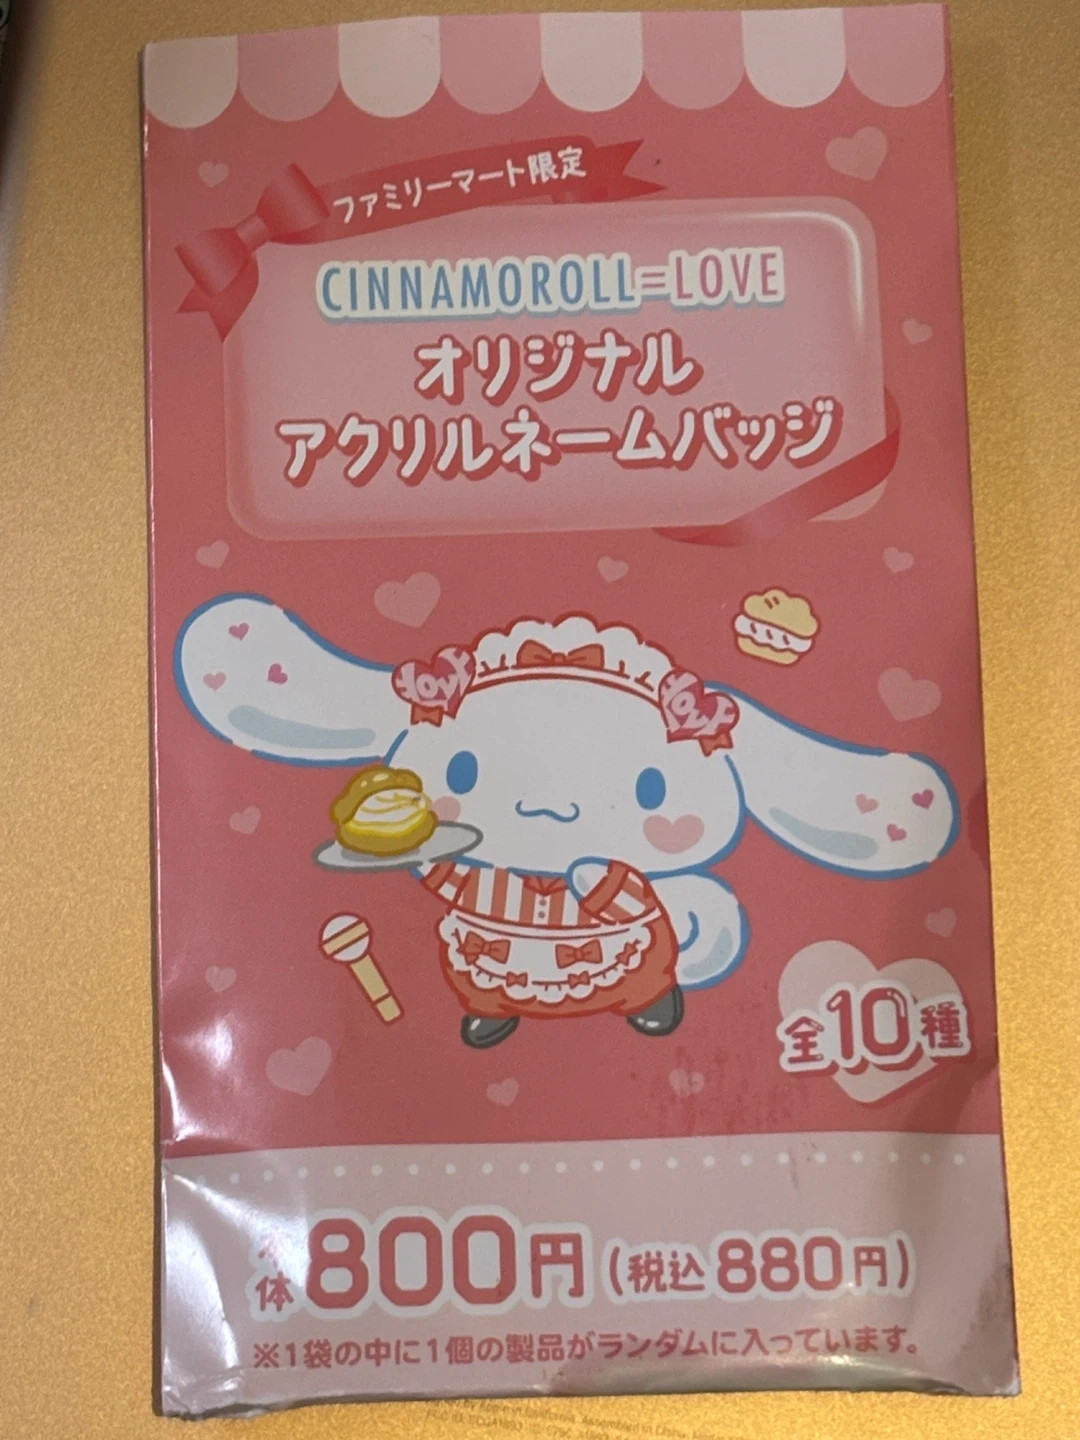 ファミリーマート限定
CINNAMOROLL=LOVE
オリジナル
アクリルネームバッジ
LOVE
LOVE
全10種
本体800円(税込880円)
※1袋の中に1個の製品がランダムに入っています。